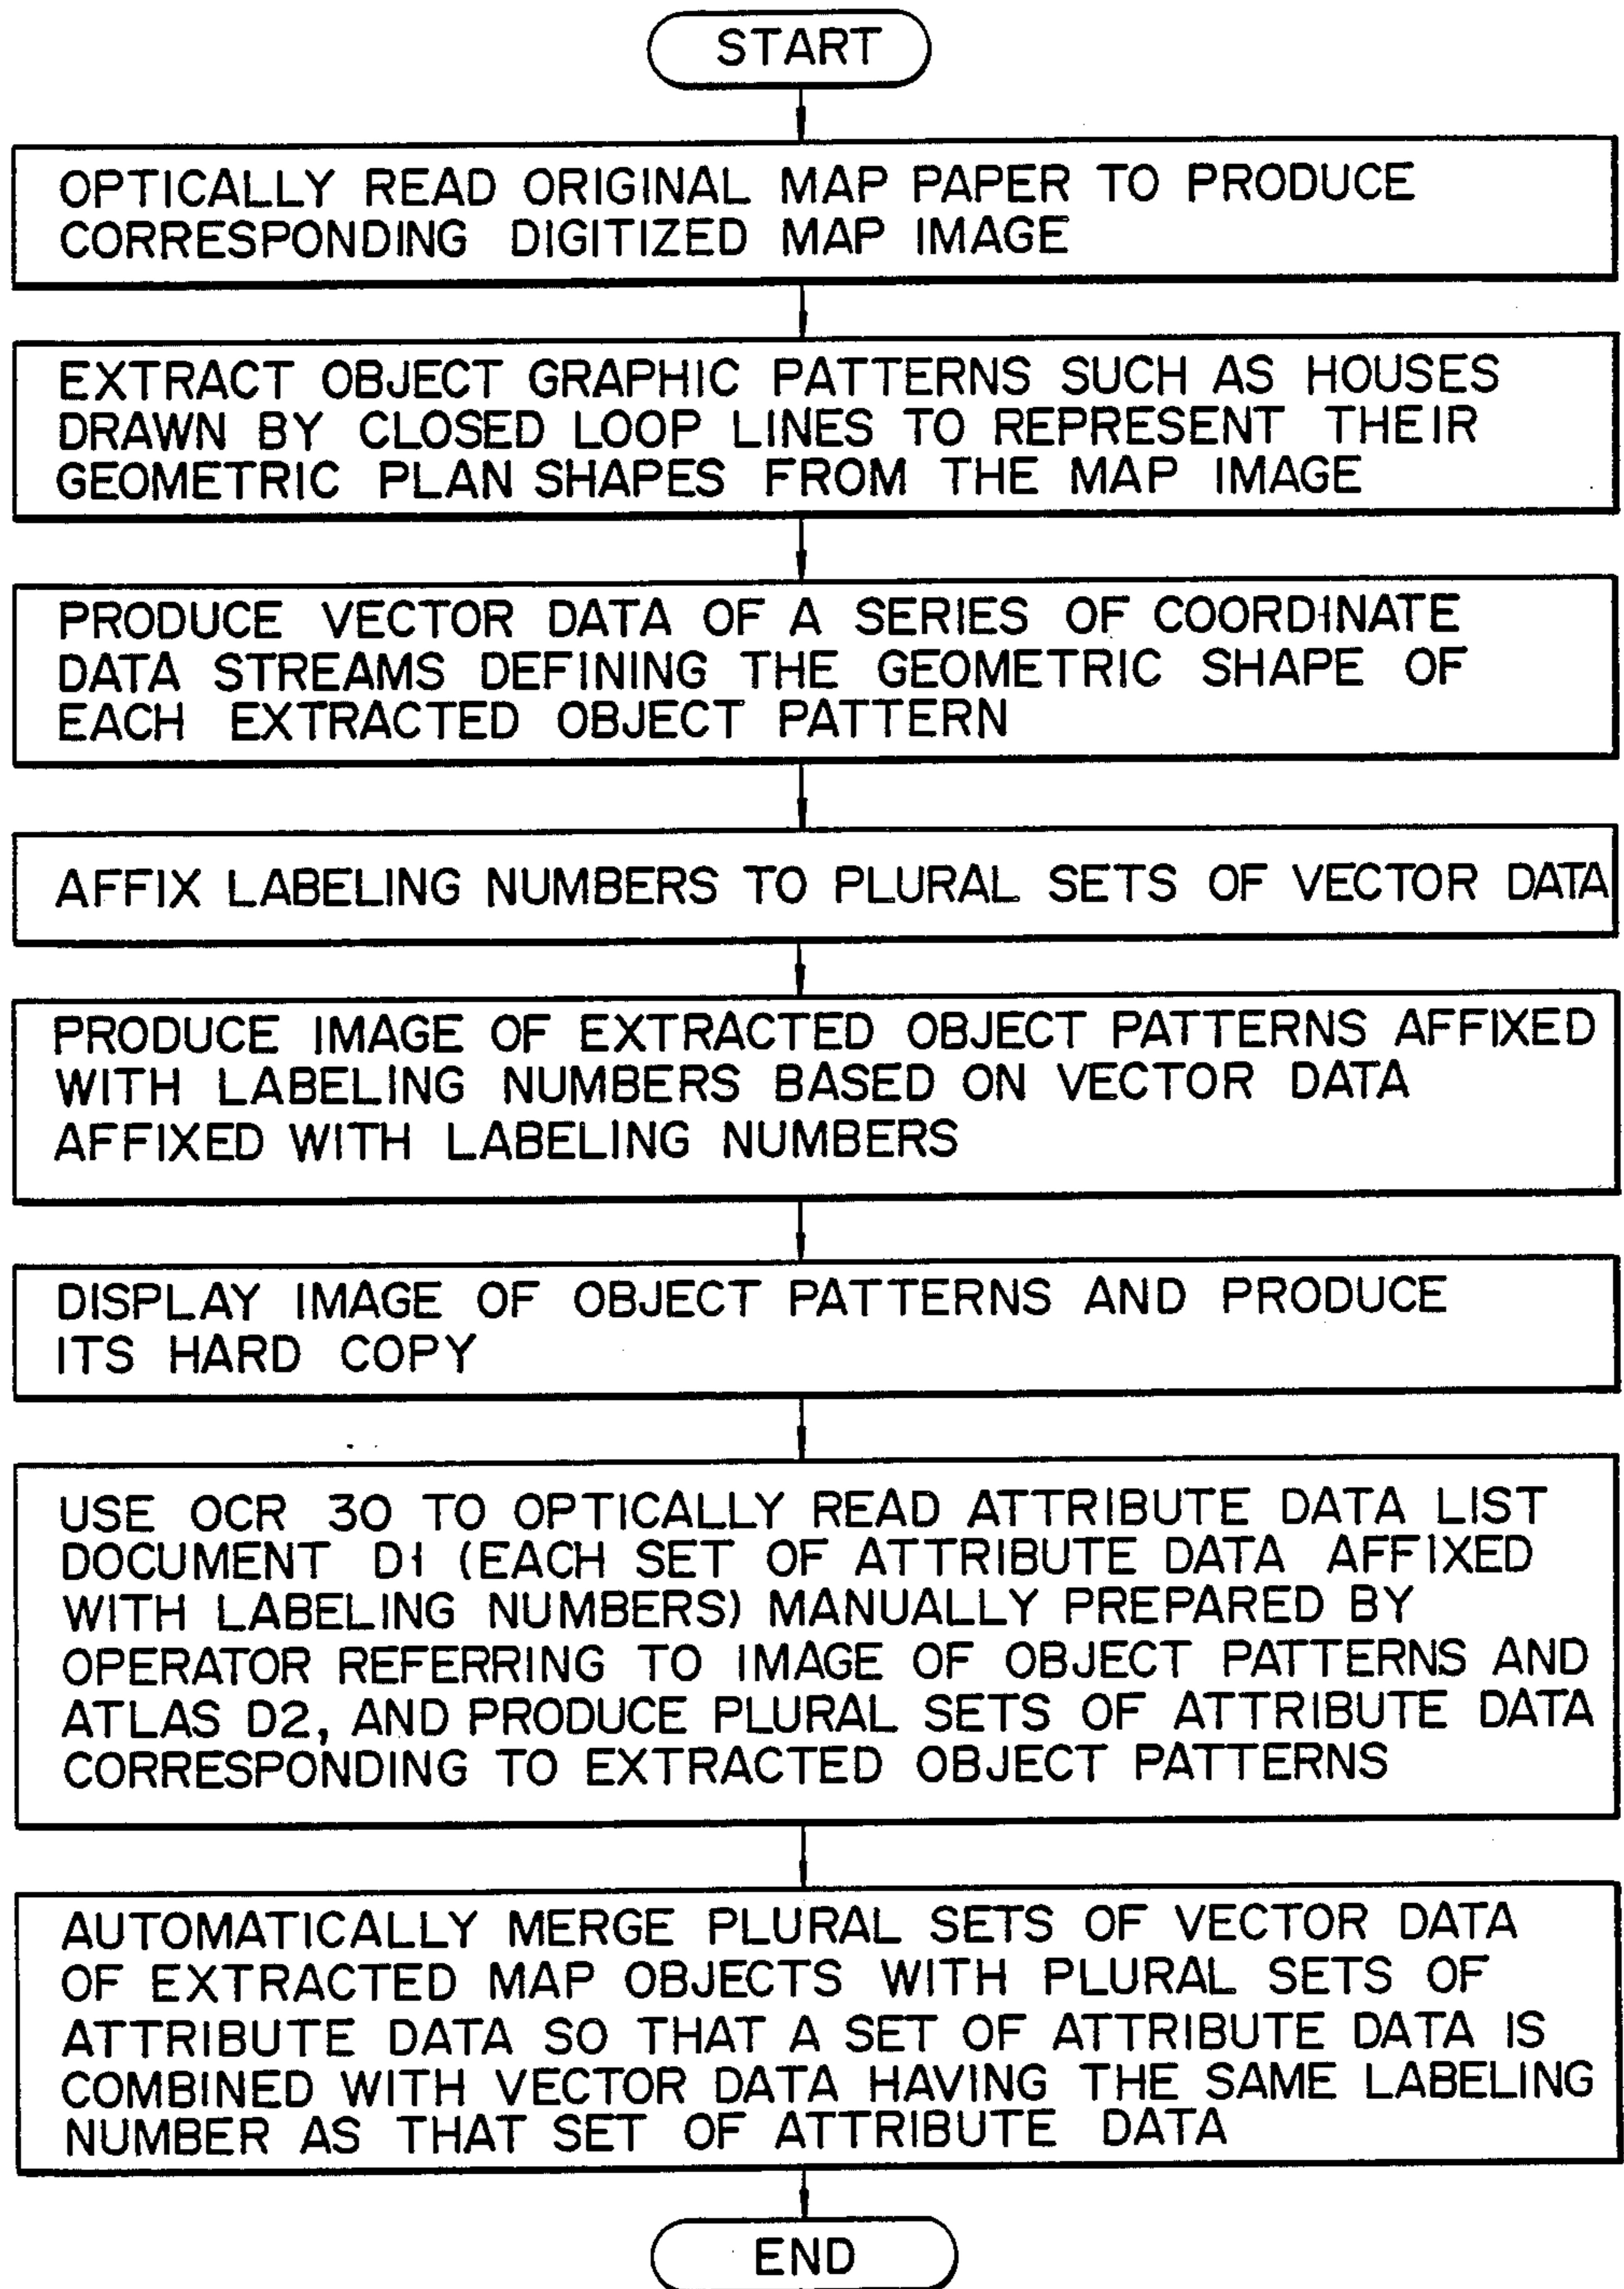 START
OPTICALLY READ ORIGINAL MAP PAPER TO PRODUCE
CORRESPONDING DIGITIZED MAP IMAGE
EXTRACT OBJECT GRAPHIC PATTERNS SUCH AS HOUSES
DRAWN BY CLOSED LOOP LINES TO REPRESENT THEIR
GEOMETRIC PLAN SHAPES FROM THE MAP IMAGE
PRODUCE VECTOR DATA OF A SERIES OF COORDINATE
DATA STREAMS DEFINING THE GEOMETRIC SHAPE OF
EACH EXTRACTED OBJECT PATTERN
AFFIX LABELING NUMBERS TO PLURAL SETS OF VECTOR DATA
PRODUCE IMAGE OF EXTRACTED OBJECT PATTERNS AFFIXED
WITH LABELING NUMBERS BASED ON VECTOR DATA
AFFIXED WITH LABELING NUMBERS
DISPLAY IMAGE OF OBJECT PATTERNS AND PRODUCE
ITS HARD COPY
USE OCR 30 TO OPTICALLY READ ATTRIBUTE DATA LIST
DOCUMENT D1 (EACH SET OF ATTRIBUTE DATA AFFIXED
WITH LABELING NUMBERS) MANUALLY PREPARED BY
OPERATOR REFERRING TO IMAGE OF OBJECT PATTERNS AND
ATLAS D2, AND PRODUCE PLURAL SETS OF ATTRIBUTE DATA
CORRESPONDING TO EXTRACTED OBJECT PATTERNS
AUTOMATICALLY MERGE PLURAL SETS OF VECTOR DATA
OF EXTRACTED MAP OBJECTS WITH PLURAL SETS OF
ATTRIBUTE DATA SO THAT A SET OF ATTRIBUTE DATA IS
COMBINED WITH VECTOR DATA HAVING THE SAME LABELING
NUMBER AS THAT SET OF ATTRIBUTE DATA
END